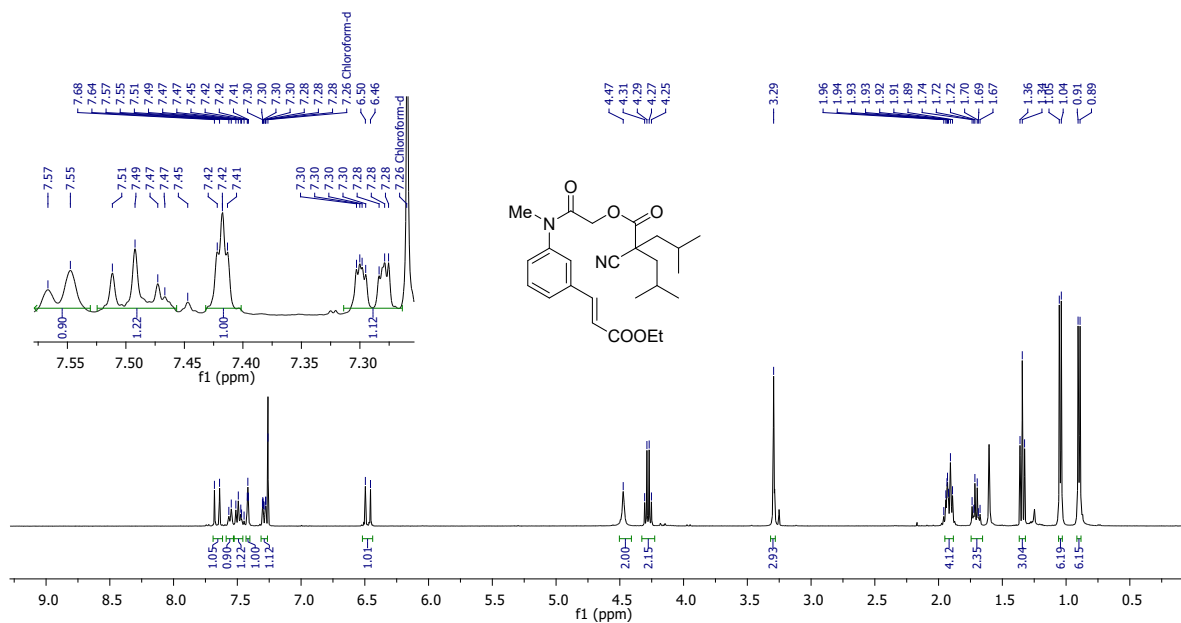 7.68 7.64 7.57 7.55 7.51 7.49 7.47 7.47 7.45 7.42 7.42 7.41 7.30 7.30 7.30 7.30 7.28 7.28 7.28 7.26 Chloroform-d 6.50 6.46
4.47 4.31 4.29 4.27 4.25
3.29
1.96 1.94 1.93 1.93 1.92 1.91 1.89 1.74 1.72 1.72 1.70 1.69 1.67 1.36 1.34 1.05 1.04 0.91 0.89
7.57 7.55 7.51 7.49 7.47 7.47 7.45 7.42 7.42 7.41 7.30 7.30 7.30 7.30 7.28 7.28 7.28 7.26 Chloroform-d
0.90 1.22 1.00 1.12
7.55 7.50 7.45 7.40 7.35 7.30
f1 (ppm)
O
Me
N
O
O
NC
COOEt
1.05 0.90 1.22 1.00 1.12 1.01 2.00 2.15 2.93 4.12 2.35 3.04 6.19 6.15
9.0 8.5 8.0 7.5 7.0 6.5 6.0 5.5 5.0 4.5 4.0 3.5 3.0 2.5 2.0 1.5 1.0 0.5
f1 (ppm)